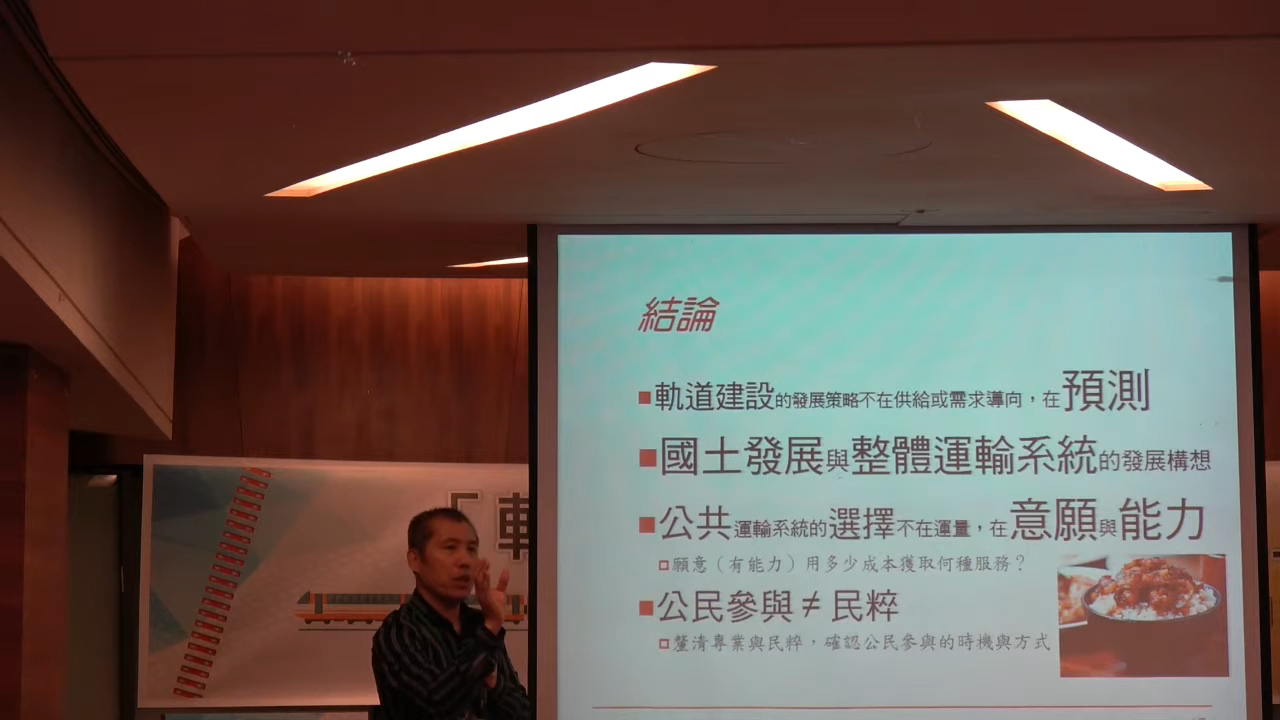 結論
軌道建設的發展策略不在供給或需求導向，在預測
國土發展與整體運輸系統的發展構想
公共運輸系統的選擇不在運量，在意願與能力
願意（有能力）用多少成本獲取何種服務？
公民參與≠民粹
釐清專業與民粹，確認公民參與的時機與方式
「軌